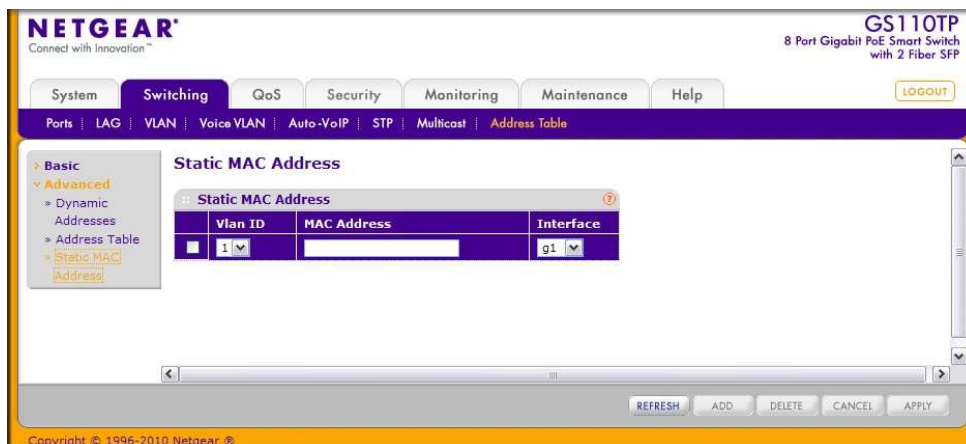 NETGEAR®
Connect with Innovation™
GS110TP
8 Port Gigabit PoE Smart Switch
with 2 Fiber SFP
System Switching QoS Security Monitoring Maintenance Help LOGOUT
Ports LAG VLAN Voice VLAN Auto-VoIP STP Multicast Address Table
Basic
Advanced
» Dynamic
Addresses
» Address Table
» Static MAC
Address
Static MAC Address
Static MAC Address
Vlan ID MAC Address Interface
1 g1
REFRESH ADD DELETE CANCEL APPLY
Copyright © 1996-2010 Netgear ®